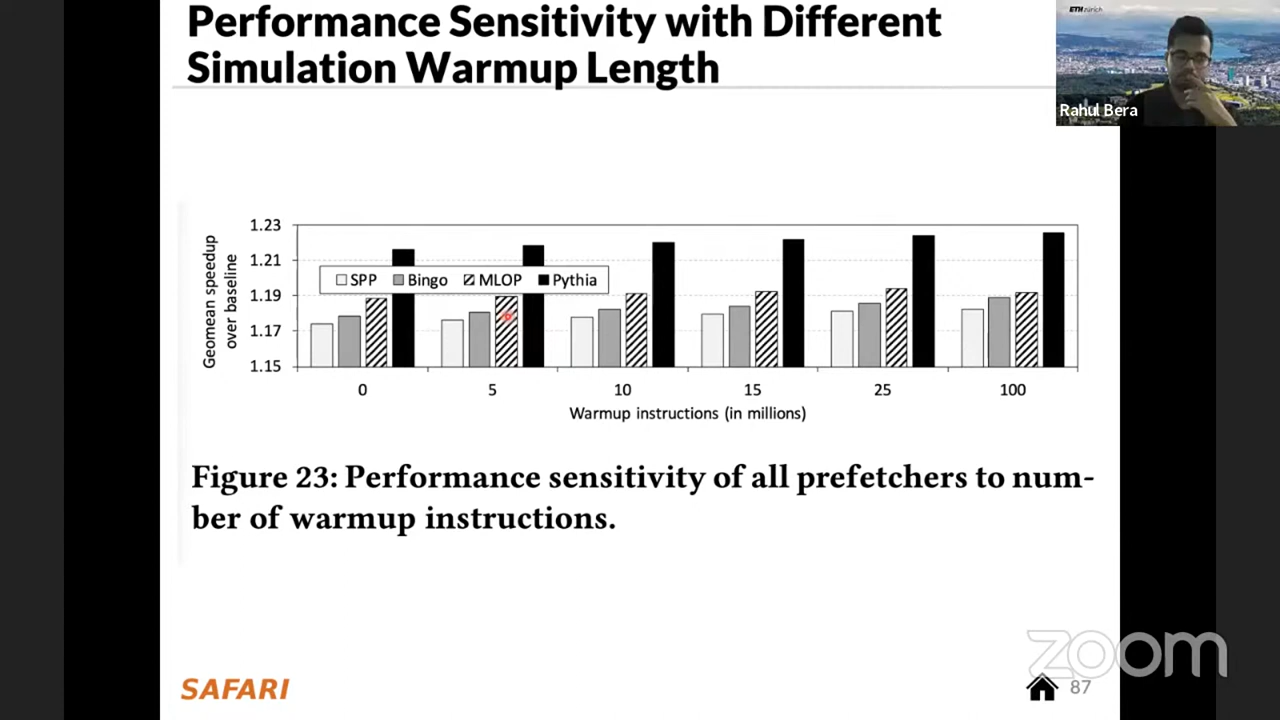 Performance Sensitivity with Different
Simulation Warmup Length
ETH zürich
Rahul Bera
Geomean speedup
over baseline
1.23
1.21
1.19
1.17
1.15
SPP Bingo MLOP Pythia
0 5 10 15 25 100
Warmup instructions (in millions)
Figure 23: Performance sensitivity of all prefetchers to num-
ber of warmup instructions.
zoom
SAFARI
87